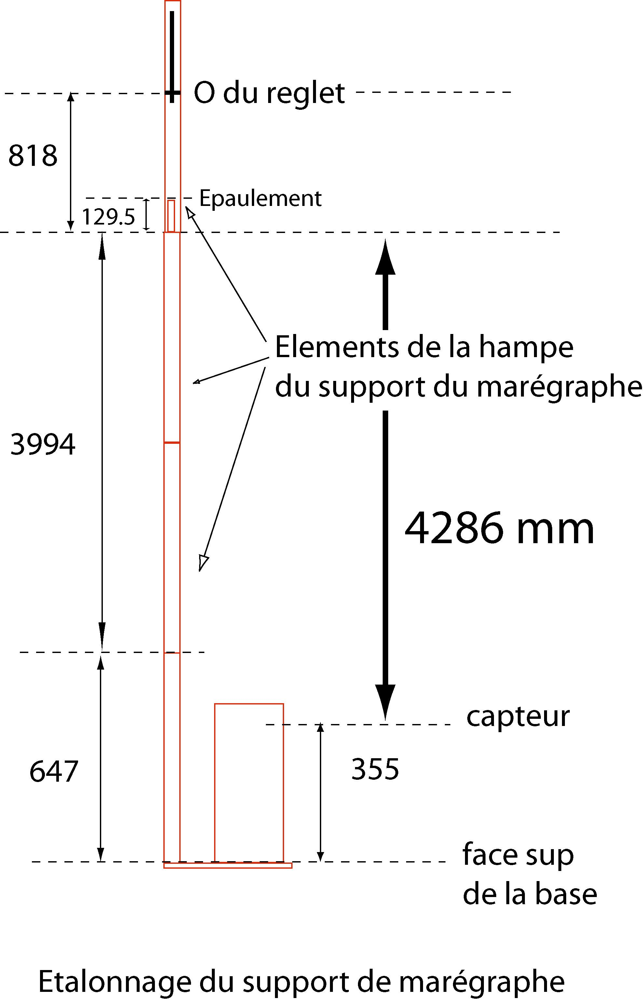 O du reglet
818
Epaulement
129.5
Elements de la hampe
du support du marégraphe
3994
4286 mm
capteur
647
355
face sup
de la base
Etalonnage du support de marégraphe